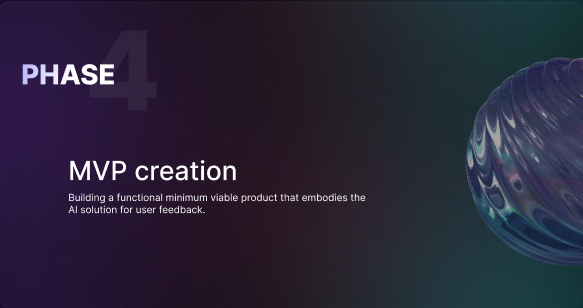 PHASE 4
MVP creation
Building a functional minimum viable product that embodies the
AI solution for user feedback.